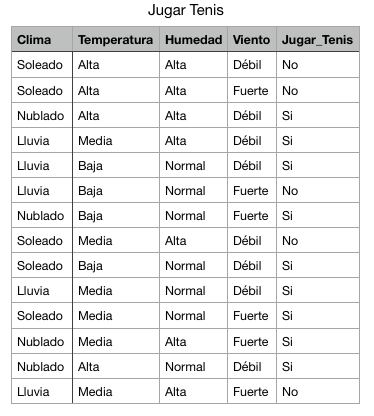 Jugar Tenis
Clima Temperatura Humedad Viento Jugar_Tenis
Soleado Alta Alta Débil No
Soleado Alta Alta Fuerte No
Nublado Alta Alta Débil Si
Lluvia Media Alta Débil Si
Lluvia Baja Normal Débil Si
Lluvia Baja Normal Fuerte No
Nublado Baja Normal Fuerte Si
Soleado Media Alta Débil No
Soleado Baja Normal Débil Si
Lluvia Media Normal Débil Si
Soleado Media Normal Fuerte Si
Nublado Media Alta Fuerte Si
Nublado Alta Normal Débil Si
Lluvia Media Alta Fuerte No